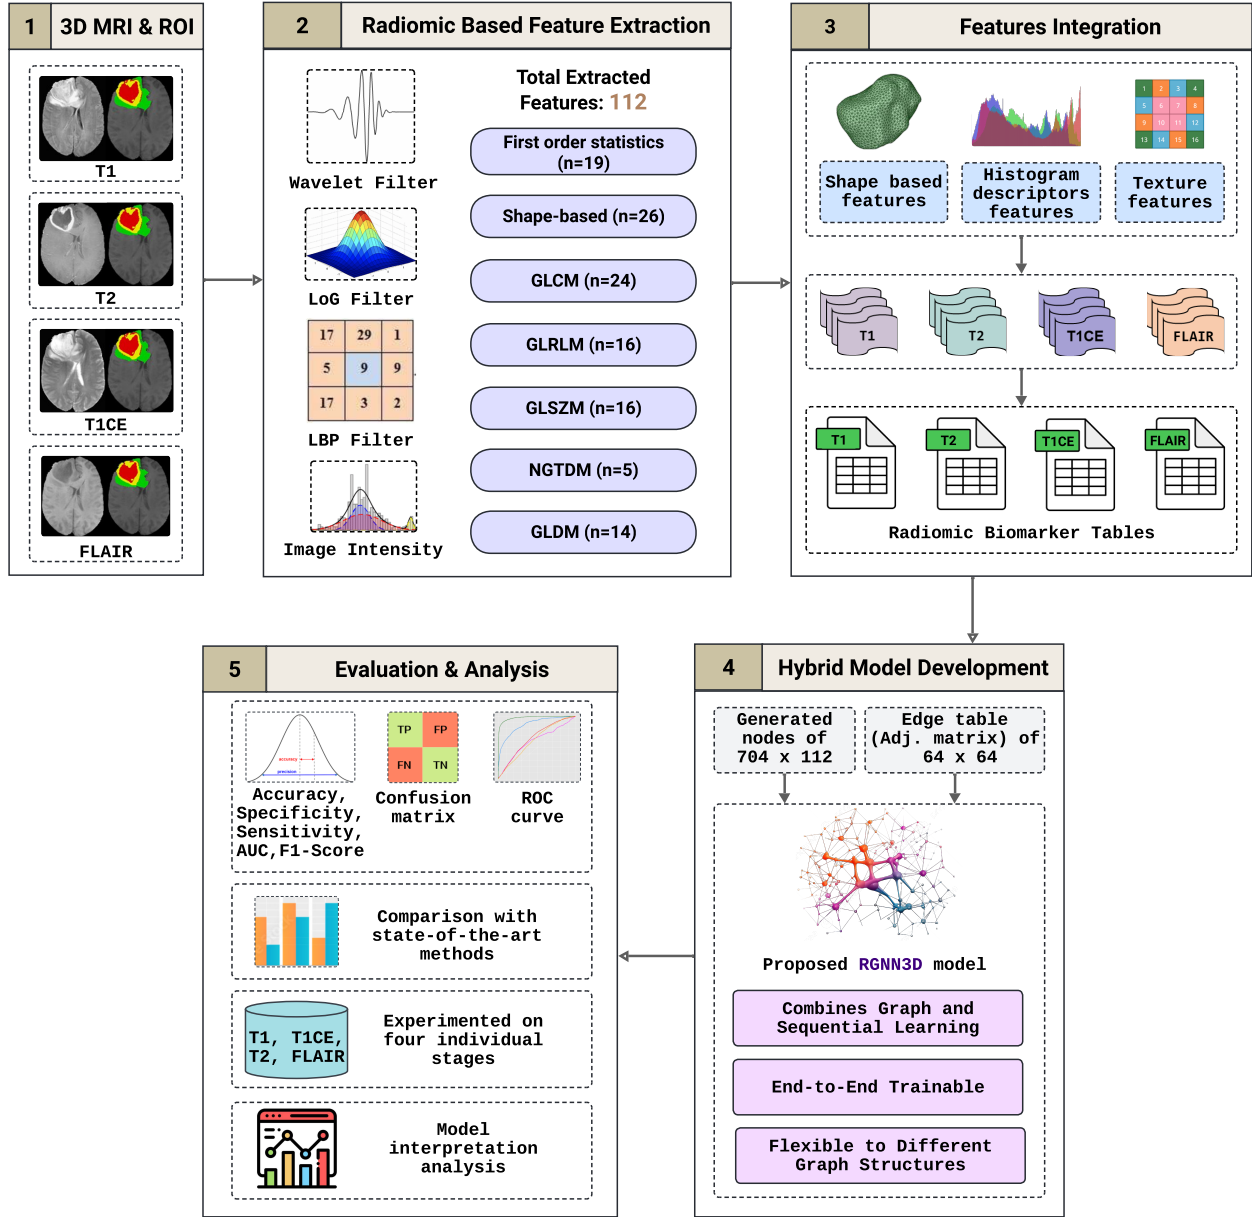 1
3D MRI & ROI
T1
T2
T1CE
FLAIR
2
Radiomic Based Feature Extraction
Wavelet Filter
LoG Filter
17 29 1
5 9 9
17 3 2
LBP Filter
Image Intensity
Total Extracted
Features: 112
First order statistics
(n=19)
Shape-based (n=26)
GLCM (n=24)
GLRLM (n=16)
GLSZM (n=16)
NGTDM (n=5)
GLDM (n=14)
3
Features Integration
1 2 3 4
5 6 7 8
9 10 11 12
13 14 15 16
Shape based
features
Histogram
descriptors
features
Texture
features
T1
T2
T1CE
FLAIR
T1
T2
T1CE
FLAIR
Radiomic Biomarker Tables
4
Hybrid Model Development
Generated
nodes of
704 x 112
Edge table
(Adj. matrix) of
64 x 64
Proposed RGNN3D model
Combines Graph and
Sequential Learning
End-to-End Trainable
Flexible to Different
Graph Structures
5
Evaluation & Analysis
accuracy
precision
Accuracy,
Specificity,
Sensitivity,
AUC,F1-Score
TP FP
FN TN
Confusion
matrix
ROC
curve
Comparison with
state-of-the-art
methods
T1, T1CE,
T2, FLAIR
Experimented on
four individual
stages
Model
interpretation
analysis